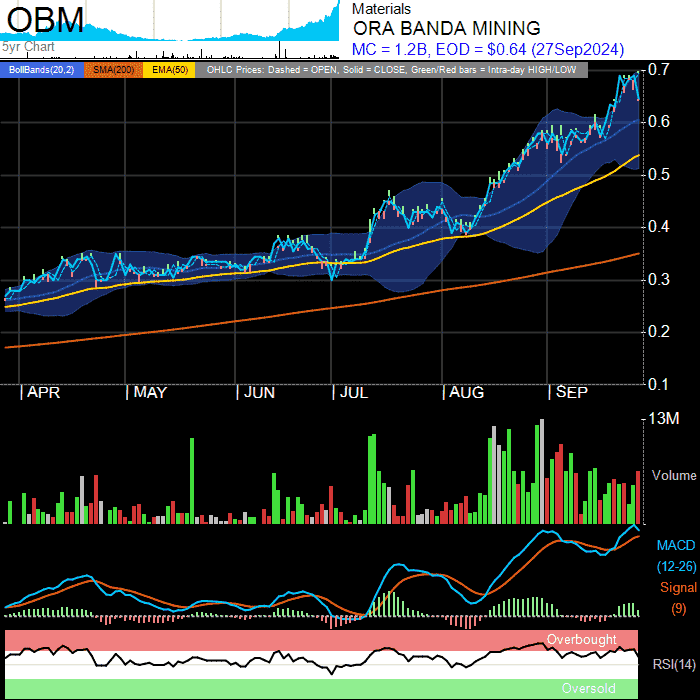 OBM
5yr Chart
Materials
ORA BANDA MINING
MC = 1.2B, EOD = $0.64 (27Sep2024)
BollBands(20,2) SMA(200) EMA(50) OHLC Prices: Dashed = OPEN, Solid = CLOSE, Green/Red bars = Intra-day HIGH/LOW
0.7
0.6
0.5
0.4
0.3
0.2
0.1
| APR | MAY | JUN | JUL | AUG | SEP
13M
Volume
MACD
(12-26)
Signal
(9)
Overbought
RSI(14)
Oversold